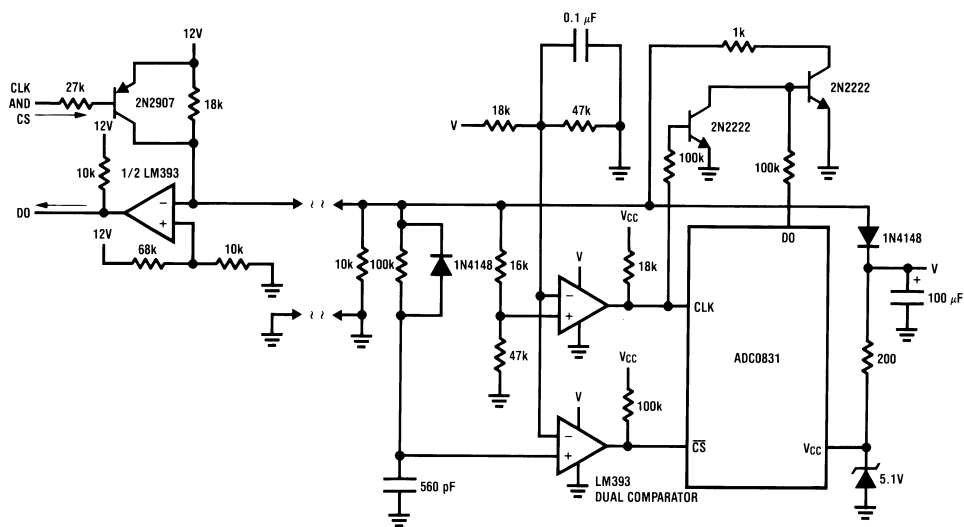 0.1 µF
12V
1k
CLK
AND
CS
27k
2N2907
18k
2N2222
12V
V
18k
47k
2N2222
10k
1/2 LM393
100k
100k
DO
−
+
12V
68k
10k
VCC
DO
1N4148
10k
100k
1N4148
16k
V
18k
V
+
100 µF
−
+
CLK
47k
ADC0831
200
VCC
V
100k
−
+
CS
VCC
560 pF
LM393
DUAL COMPARATOR
5.1V